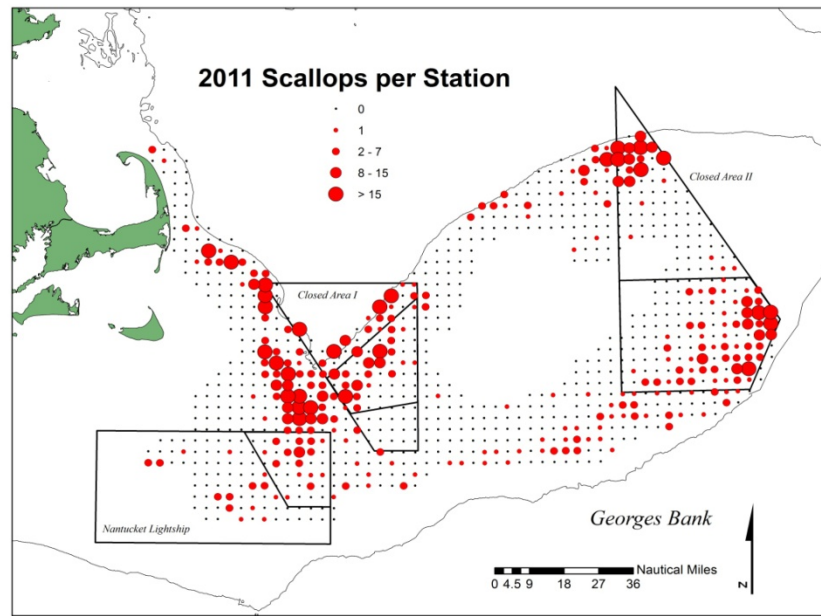 2011 Scallops per Station
0
1
2 - 7
8 - 15
> 15
Closed Area II
Closed Area I
Nantucket Lightship
Georges Bank
Nautical Miles
0 4.5 9 18 27 36
N